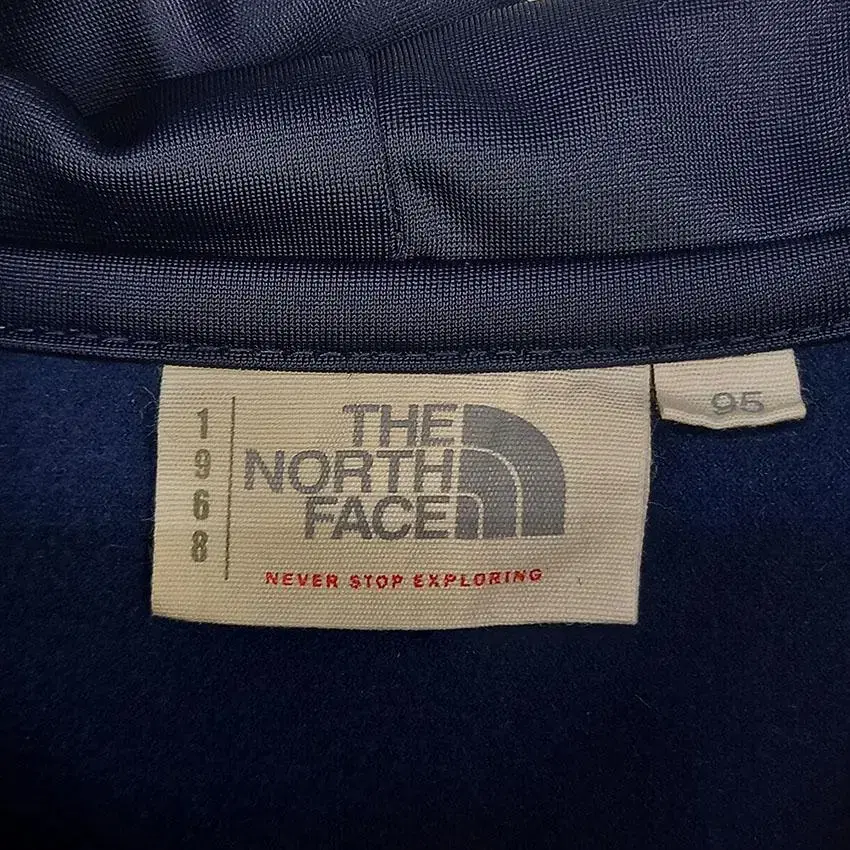 1968
THE
NORTH
FACE
NEVER STOP EXPLORING
95